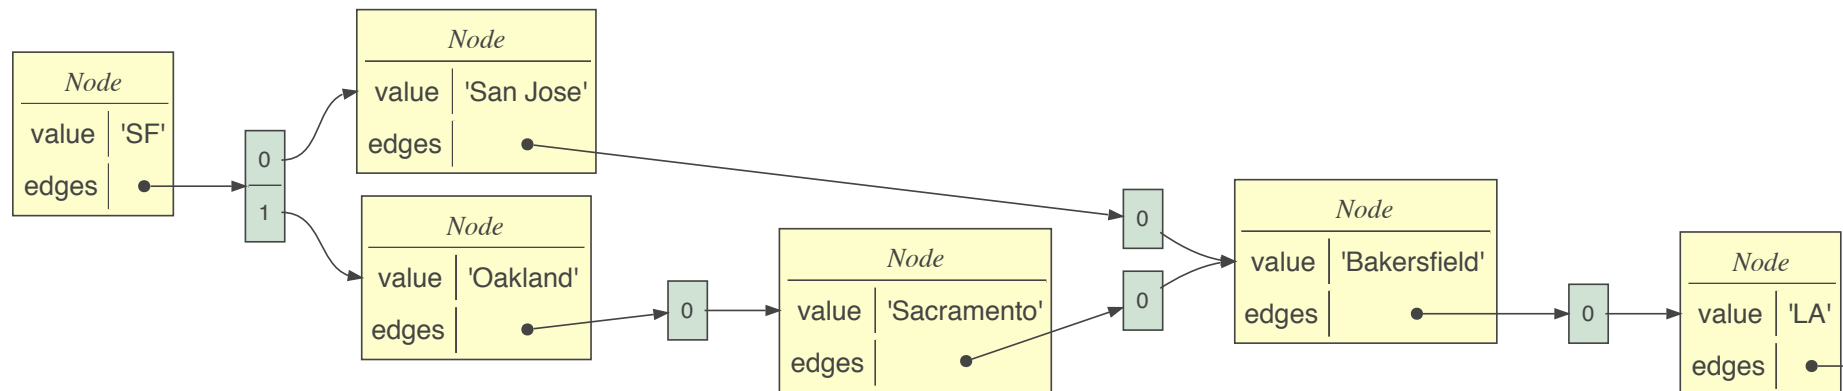 Node
value 'SF'
edges
0
1
Node
value 'San Jose'
edges
Node
value 'Oakland'
edges
0
Node
value 'Sacramento'
edges
0
0
Node
value 'Bakersfield'
edges
0
Node
value 'LA'
edges